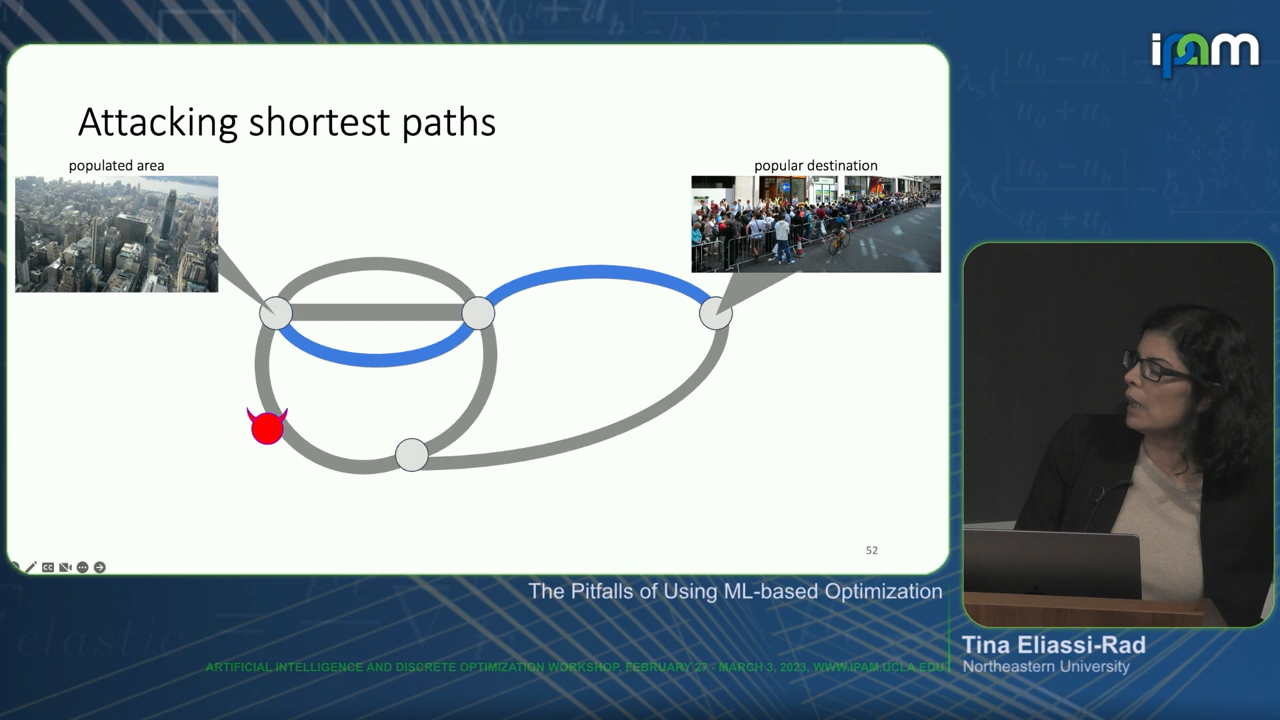 ipam
Attacking shortest paths
populated area
popular destination
52
The Pitfalls of Using ML-based Optimization
Tina Eliassi-Rad
Northeastern University
ARTIFICIAL INTELLIGENCE AND DISCRETE OPTIMIZATION WORKSHOP, FEBRUARY 27 - MARCH 3, 2023, WWW.IPAM.UCLA.EDU
elastic